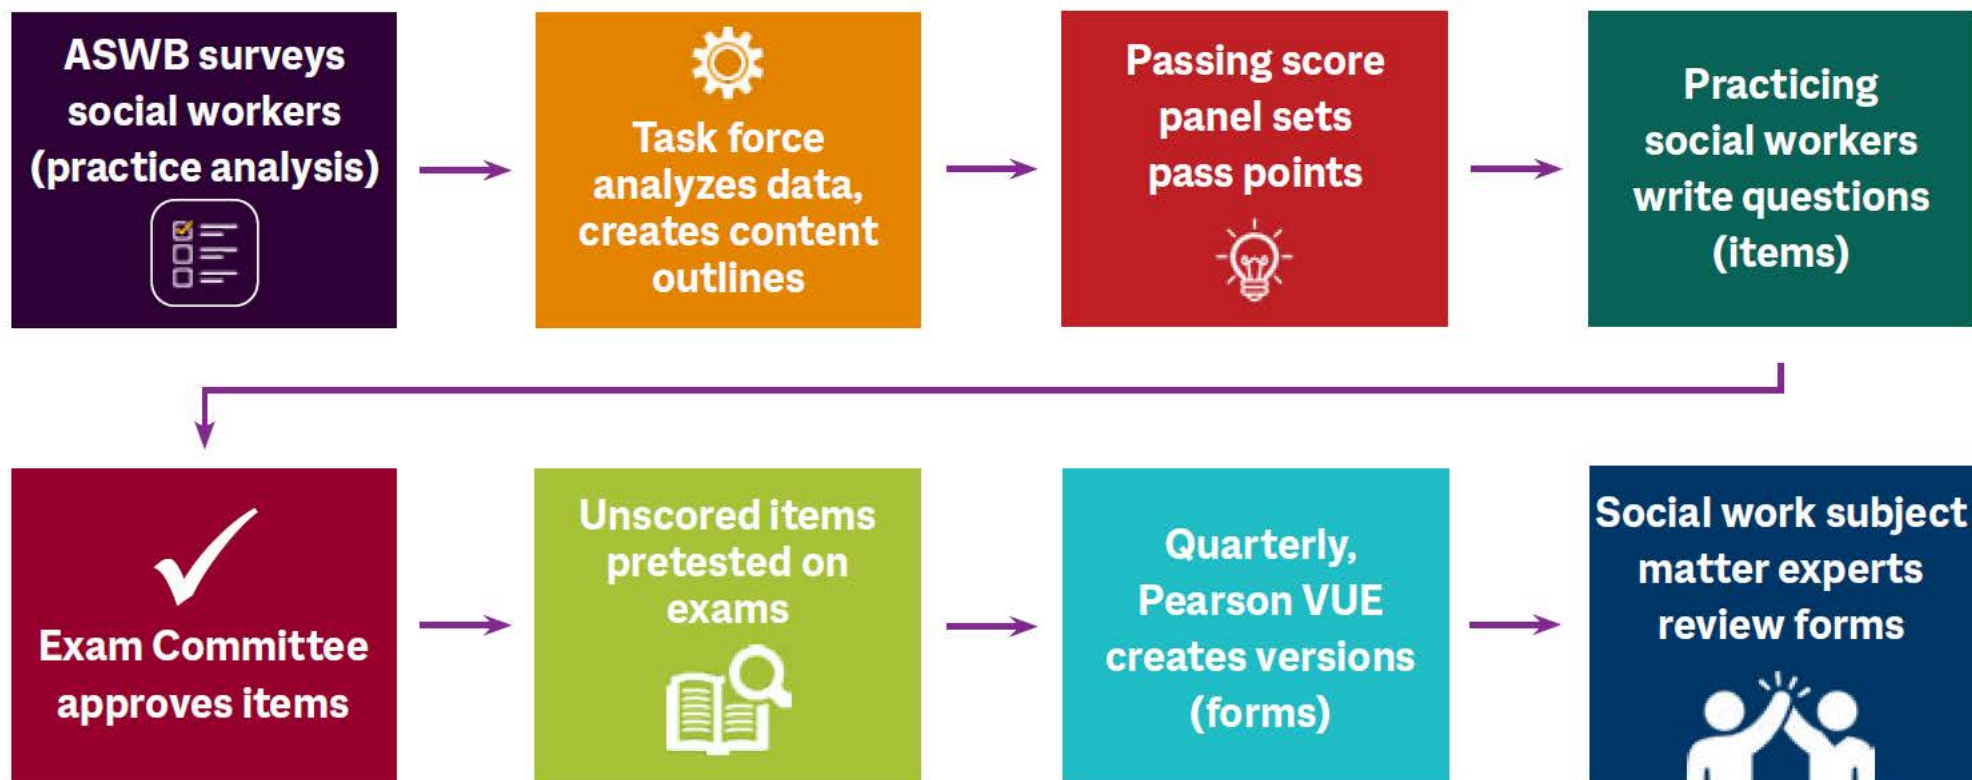 ASWB surveys
social workers
(practice analysis)
Task force
analyzes data,
creates content
outlines
Passing score
panel sets
pass points
Practicing
social workers
write questions
(items)
Exam Committee
approves items
Unscored items
pretested on
exams
Quarterly,
Pearson VUE
creates versions
(forms)
Social work subject
matter experts
review forms